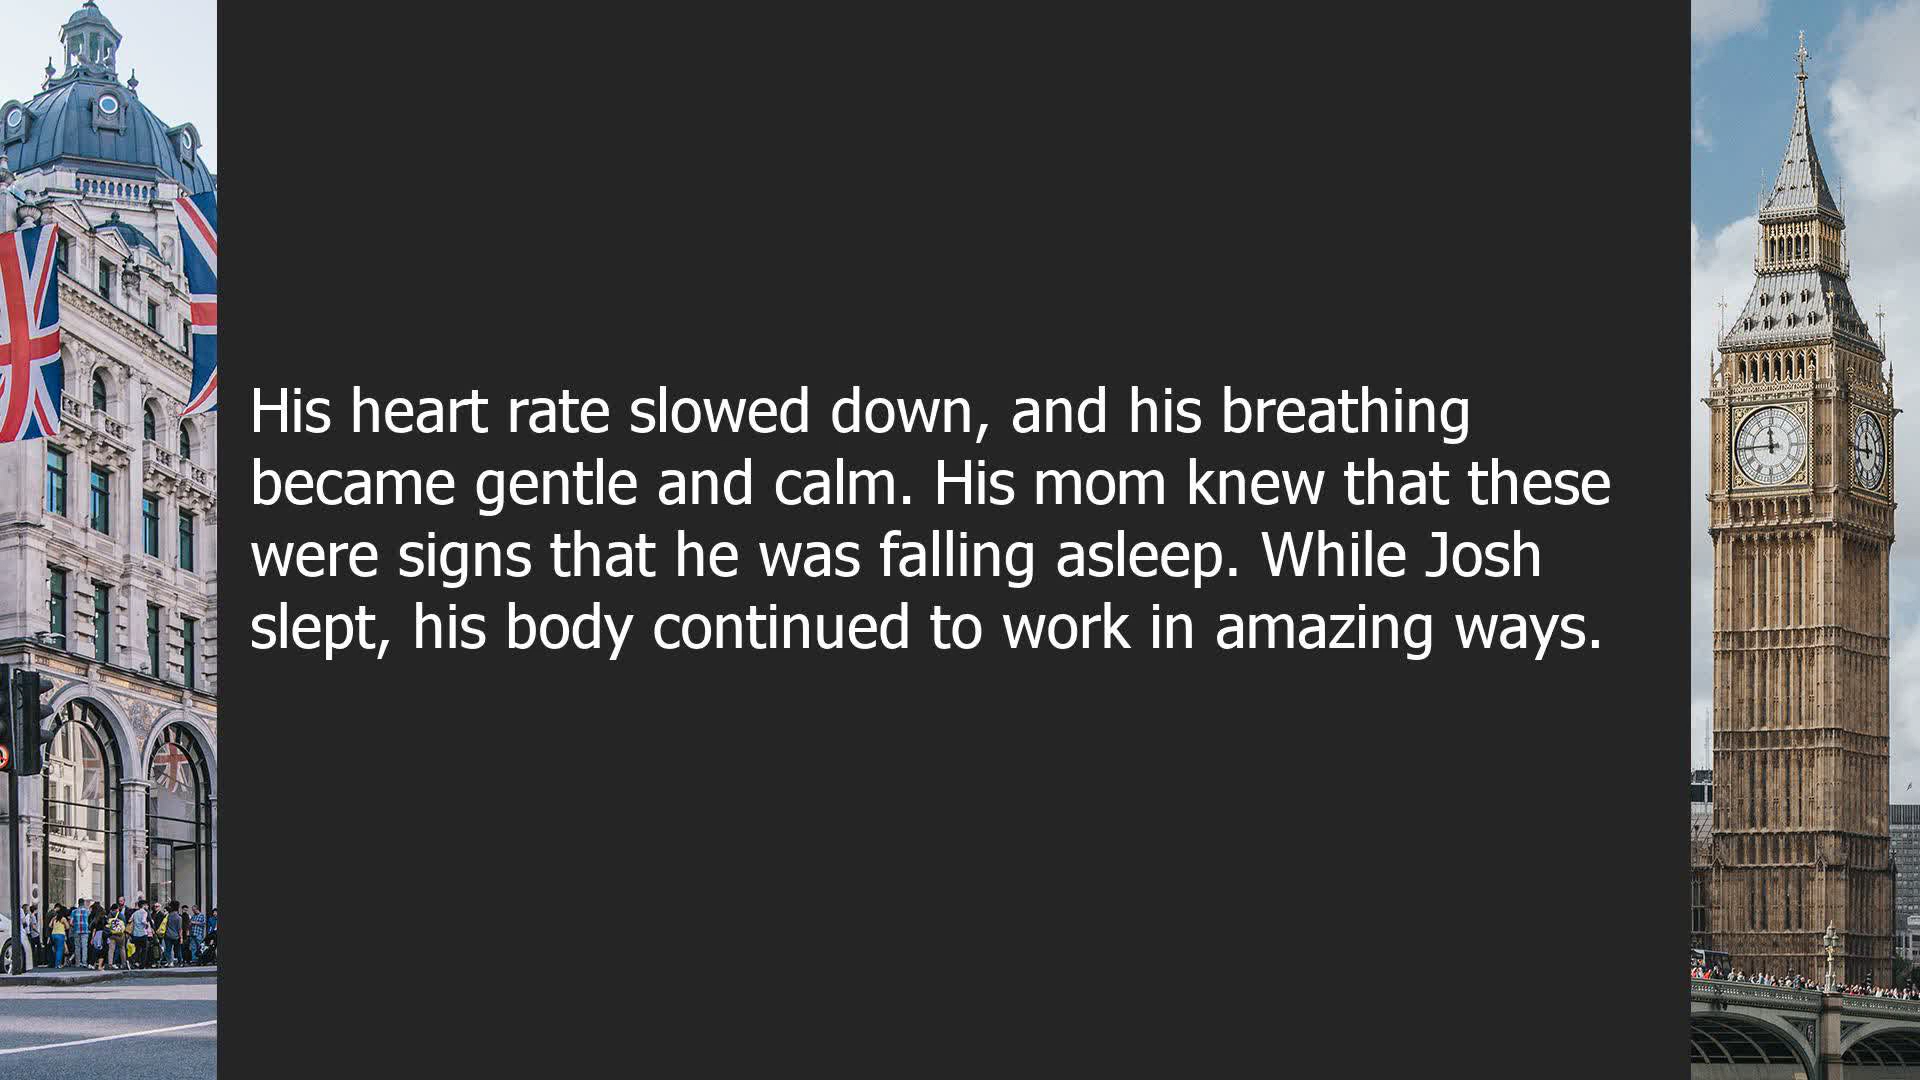 His heart rate slowed down, and his breathing
became gentle and calm. His mom knew that these
were signs that he was falling asleep. While Josh
slept, his body continued to work in amazing ways.